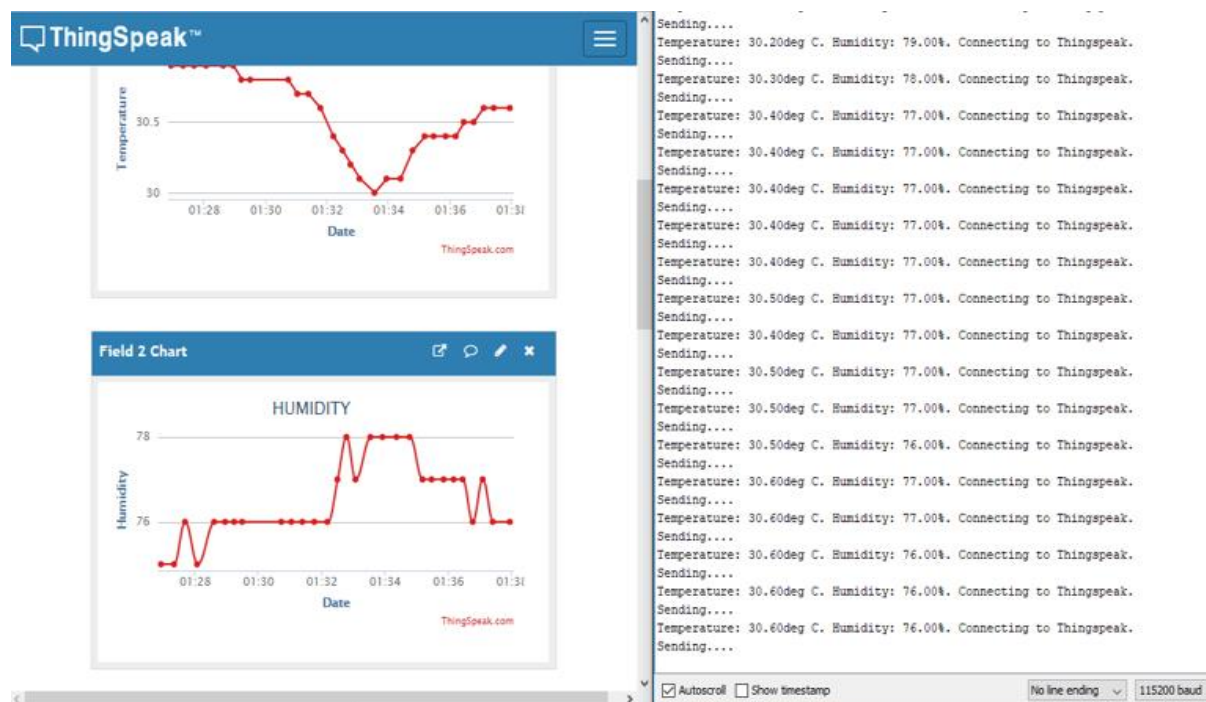 ThingSpeak™
Temperature
30.5
30
01:28 01:30 01:32 01:34 01:36
Date
ThingSpeak.com
Field 2 Chart
HUMIDITY
Humidity
78
76
01:28 01:30 01:32 01:34 01:36
Date
ThingSpeak.com
Sending....
Temperature: 30.20deg C. Humidity: 79.00%. Connecting to Thingspeak.
Sending....
Temperature: 30.30deg C. Humidity: 78.00%. Connecting to Thingspeak.
Sending....
Temperature: 30.40deg C. Humidity: 77.00%. Connecting to Thingspeak.
Sending....
Temperature: 30.40deg C. Humidity: 77.00%. Connecting to Thingspeak.
Sending....
Temperature: 30.40deg C. Humidity: 77.00%. Connecting to Thingspeak.
Sending....
Temperature: 30.40deg C. Humidity: 77.00%. Connecting to Thingspeak.
Sending....
Temperature: 30.40deg C. Humidity: 77.00%. Connecting to Thingspeak.
Sending....
Temperature: 30.50deg C. Humidity: 77.00%. Connecting to Thingspeak.
Sending....
Temperature: 30.40deg C. Humidity: 77.00%. Connecting to Thingspeak.
Sending....
Temperature: 30.50deg C. Humidity: 77.00%. Connecting to Thingspeak.
Sending....
Temperature: 30.50deg C. Humidity: 77.00%. Connecting to Thingspeak.
Sending....
Temperature: 30.50deg C. Humidity: 76.00%. Connecting to Thingspeak.
Sending....
Temperature: 30.60deg C. Humidity: 77.00%. Connecting to Thingspeak.
Sending....
Temperature: 30.60deg C. Humidity: 77.00%. Connecting to Thingspeak.
Sending....
Temperature: 30.60deg C. Humidity: 76.00%. Connecting to Thingspeak.
Sending....
Temperature: 30.60deg C. Humidity: 76.00%. Connecting to Thingspeak.
Sending....
Temperature: 30.60deg C. Humidity: 76.00%. Connecting to Thingspeak.
Sending....
Autoscroll Show timestamp No line ending 115200 baud